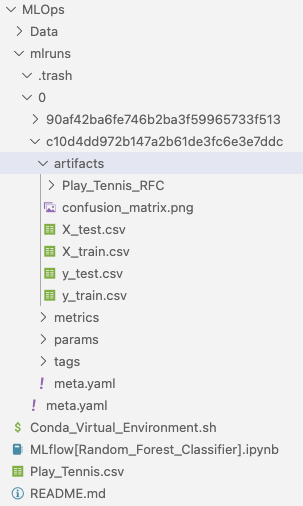 MLOps
Data
mlruns
.trash
0
90af42ba6fe746b2ba3f59965733f513
c10d4dd972b147a2b61de3fc6e3e7ddc
artifacts
Play_Tennis_RFC
confusion_matrix.png
X_test.csv
X_train.csv
y_test.csv
y_train.csv
metrics
params
tags
meta.yaml
meta.yaml
Conda_Virtual_Environment.sh
MLflow[Random_Forest_Classifier].ipynb
Play_Tennis.csv
README.md